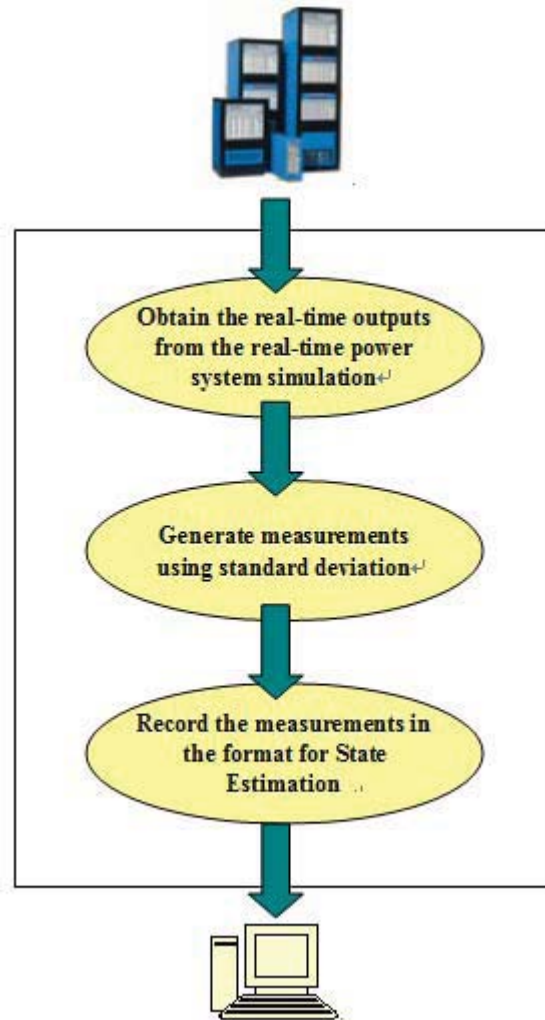 Obtain the real-time outputs
from the real-time power
system simulation↵
Generate measurements
using standard deviation↵
Record the measurements in
the format for State
Estimation